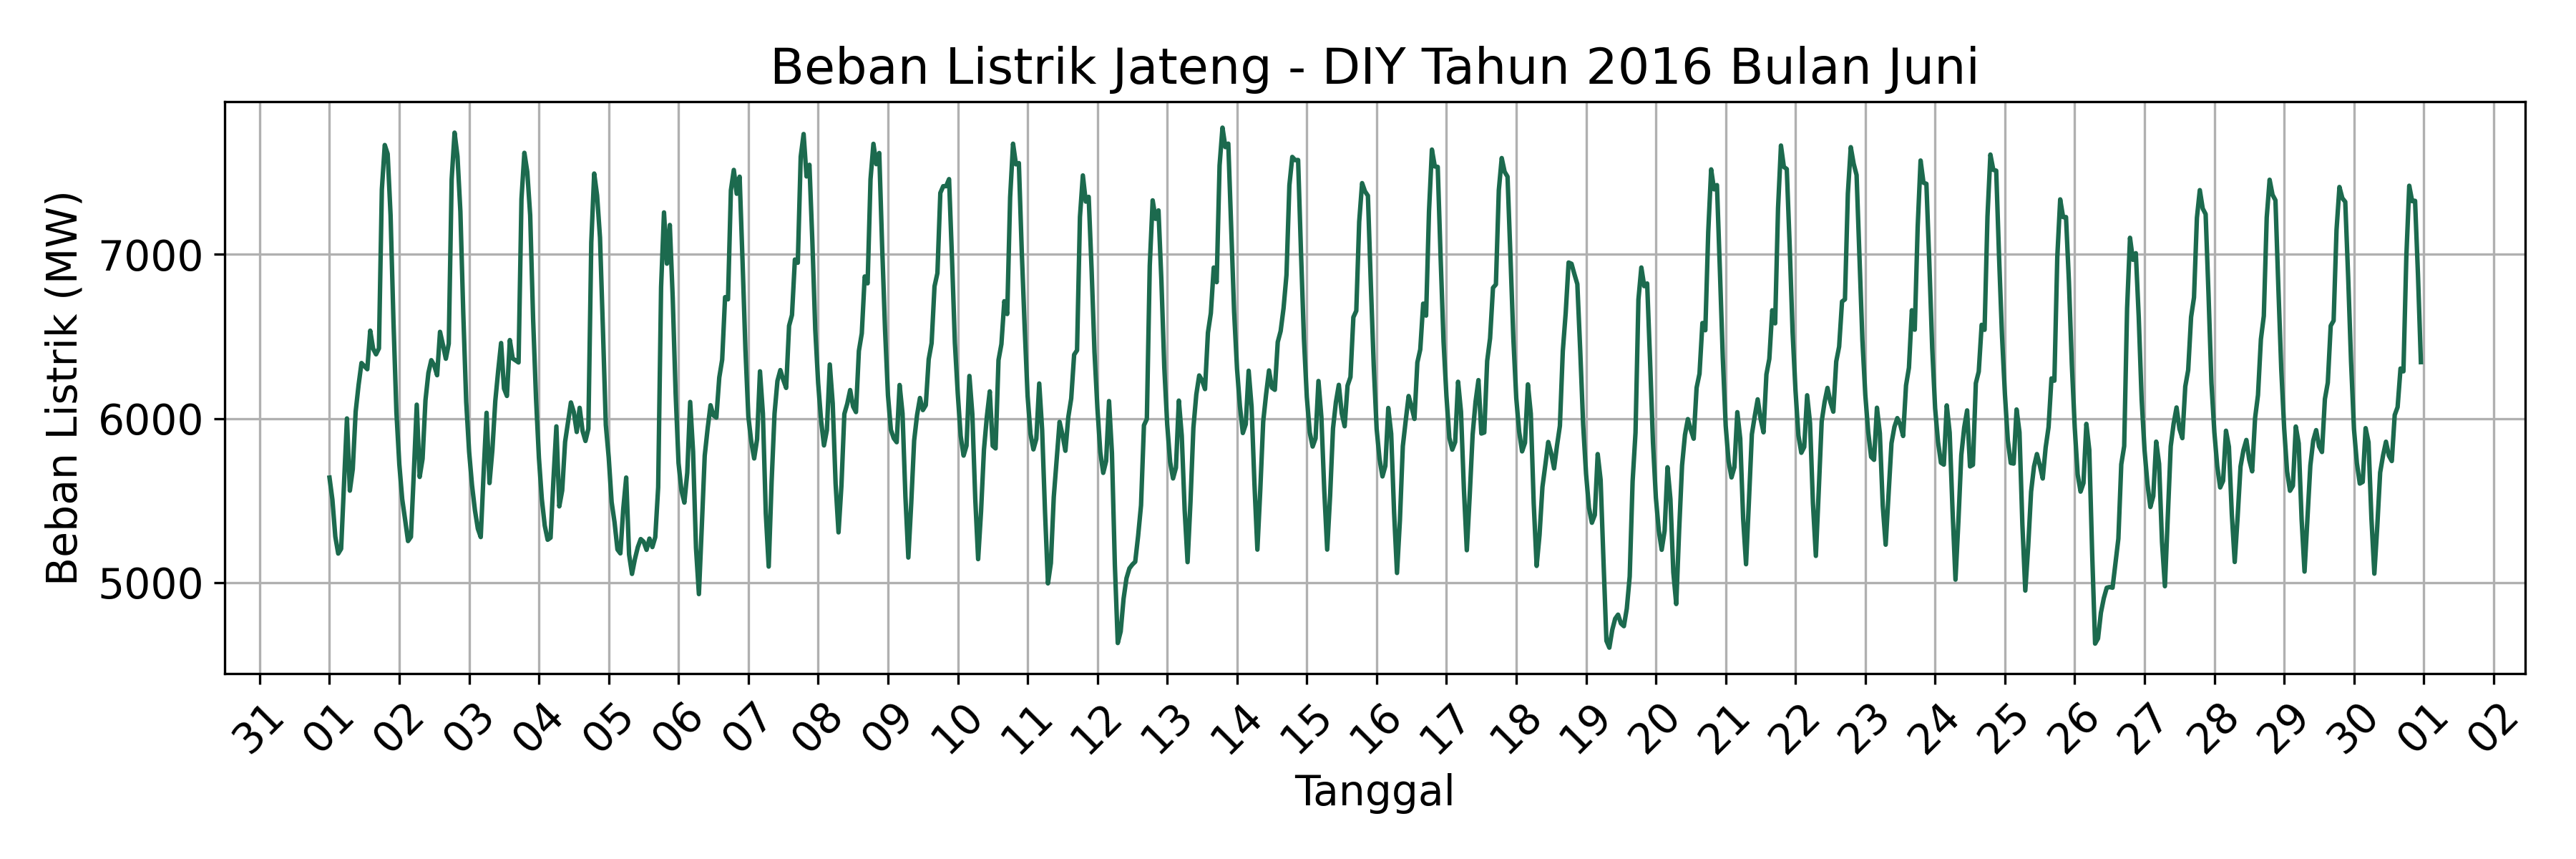 Beban Listrik Jateng - DIY Tahun 2016 Bulan Juni
Beban Listrik (MW)
7000
6000
5000
31 01 02 03 04 05 06 07 08 09 10 11 12 13 14 15 16 17 18 19 20 21 22 23 24 25 26 27 28 29 30 01 02
Tanggal